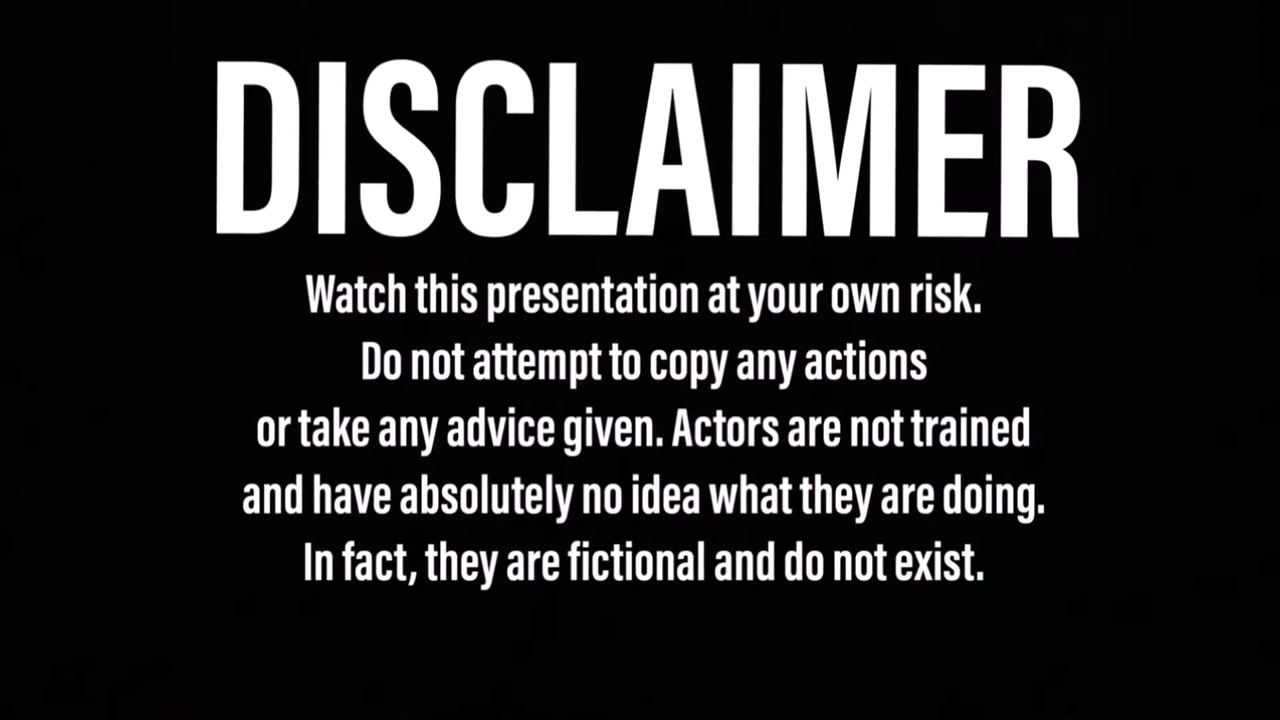 DISCLAIMER
Watch this presentation at your own risk.
Do not attempt to copy any actions
or take any advice given. Actors are not trained
and have absolutely no idea what they are doing.
In fact, they are fictional and do not exist.